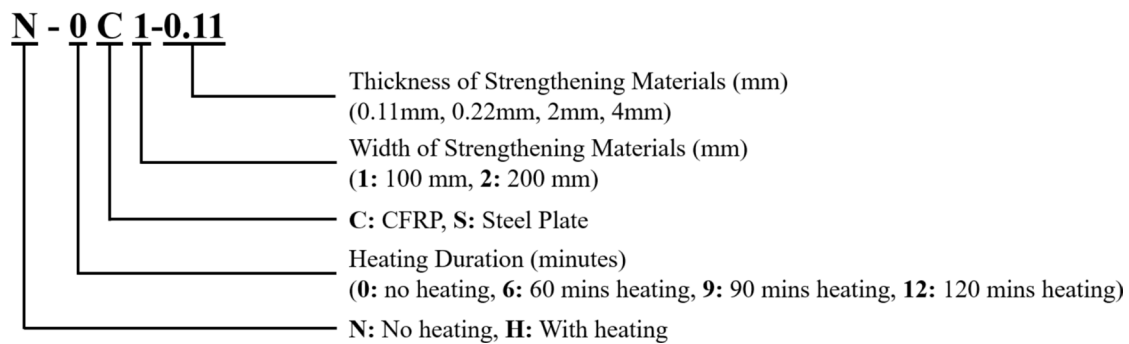 N - 0 C 1-0.11
Thickness of Strengthening Materials (mm)
(0.11mm, 0.22mm, 2mm, 4mm)
Width of Strengthening Materials (mm)
(1: 100 mm, 2: 200 mm)
C: CFRP, S: Steel Plate
Heating Duration (minutes)
(0: no heating, 6: 60 mins heating, 9: 90 mins heating, 12: 120 mins heating)
N: No heating, H: With heating